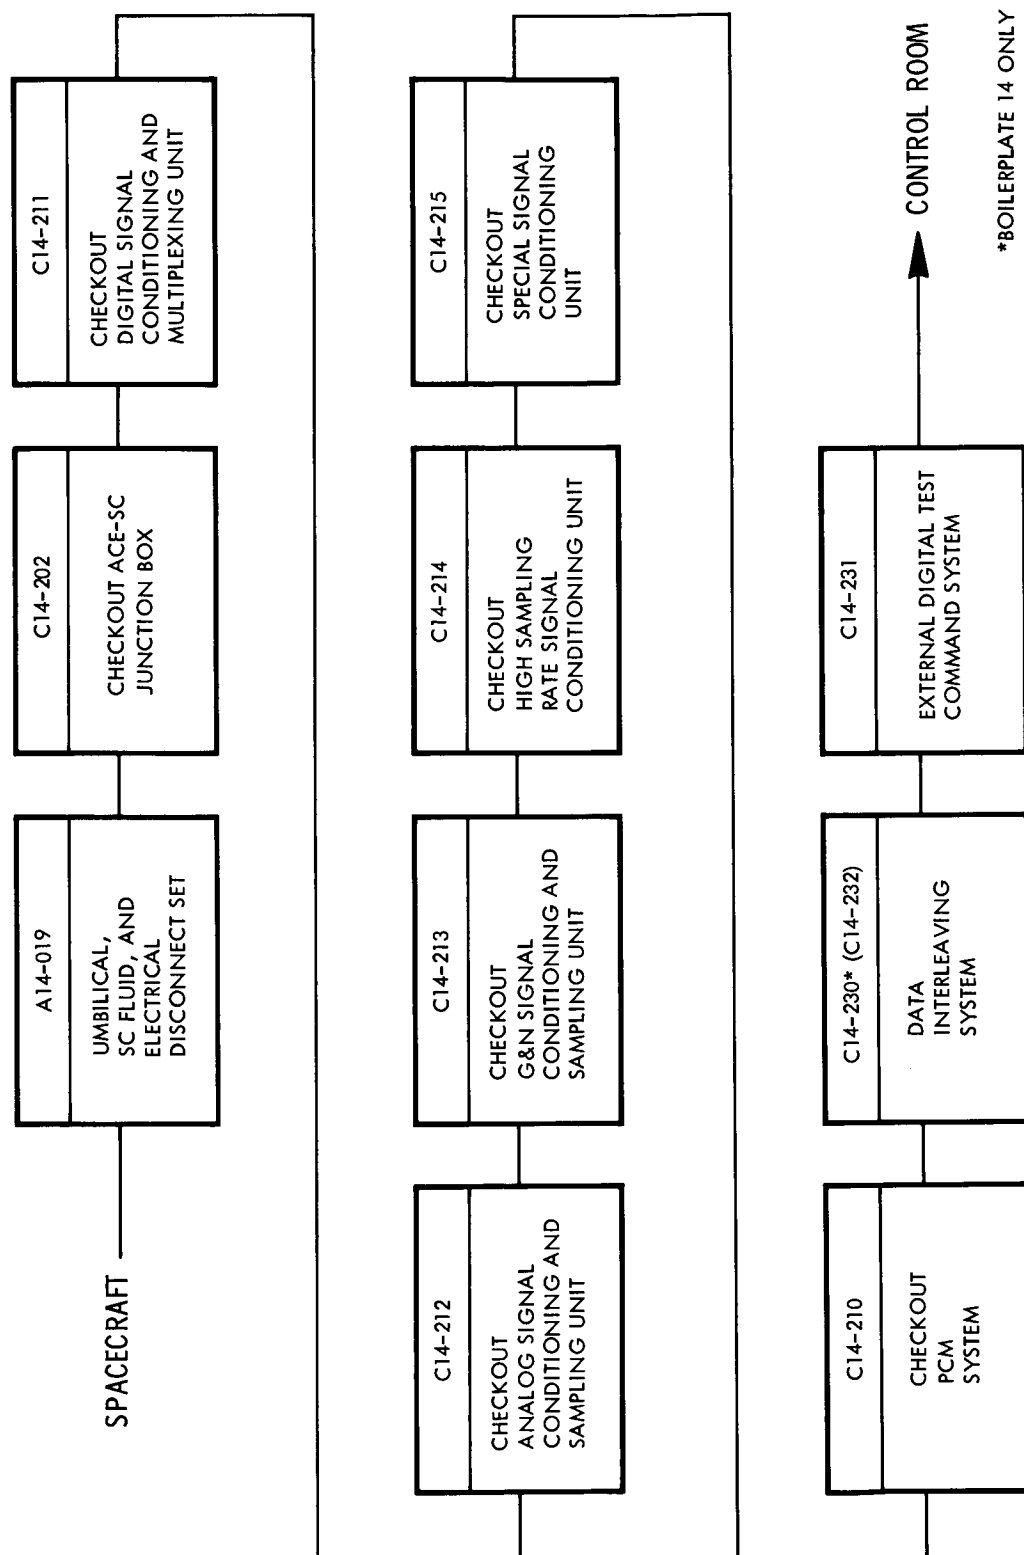 SPACECRAFT
A14-019
UMBILICAL,
SC FLUID, AND
ELECTRICAL
DISCONNECT SET
C14-202
CHECKOUT ACE-SC
JUNCTION BOX
C14-211
CHECKOUT
DIGITAL SIGNAL
CONDITIONING AND
MULTIPLEXING UNIT
C14-212
CHECKOUT
ANALOG SIGNAL
CONDITIONING AND
SAMPLING UNIT
C14-213
CHECKOUT
G&N SIGNAL
CONDITIONING AND
SAMPLING UNIT
C14-214
CHECKOUT
HIGH SAMPLING
RATE SIGNAL
CONDITIONING UNIT
C14-215
CHECKOUT
SPECIAL SIGNAL
CONDITIONING
UNIT
C14-210
CHECKOUT
PCM
SYSTEM
C14-230* (C14-232)
DATA
INTERLEAVING
SYSTEM
C14-231
EXTERNAL DIGITAL TEST
COMMAND SYSTEM
CONTROL ROOM
*BOILERPLATE 14 ONLY